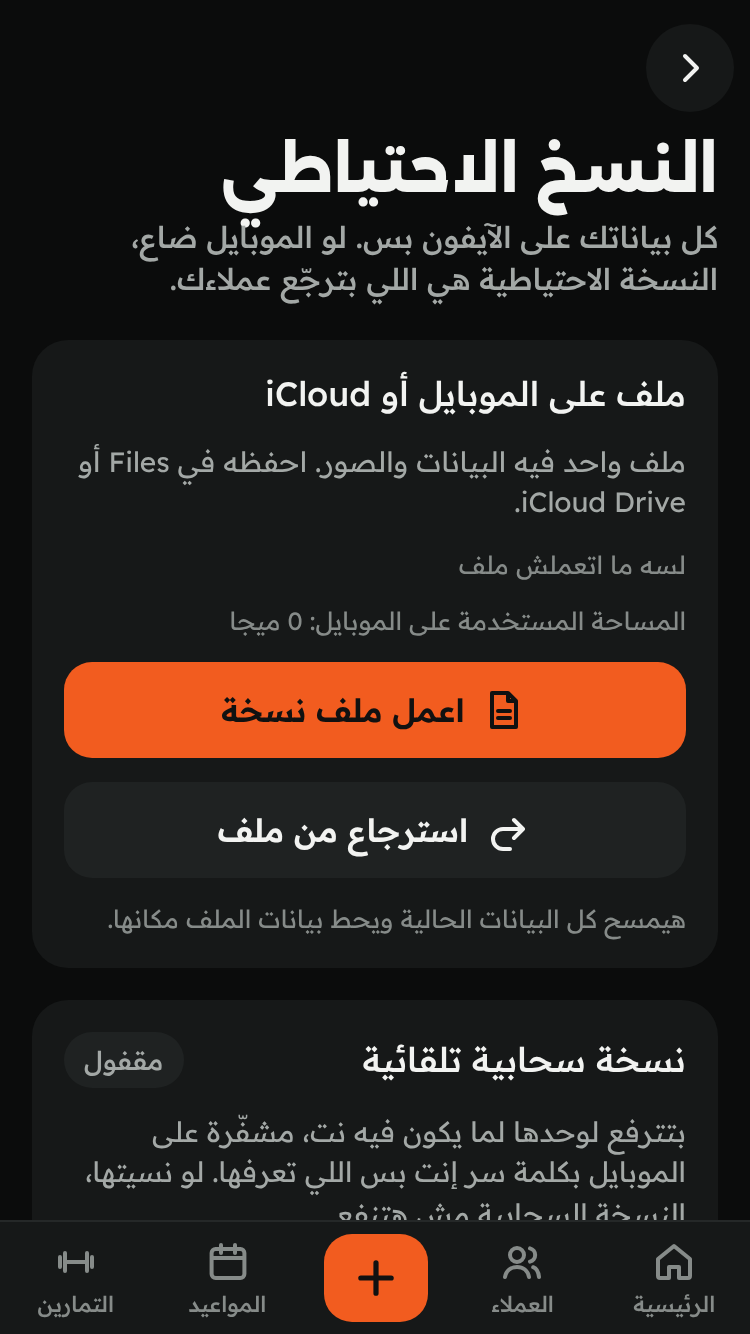 النسخ الاحتياطي
كل بياناتك على الآيفون بس. لو الموبايل ضاع،
النسخة الاحتياطية هي اللي بترجّع عملاءك.
ملف على الموبايل أو iCloud
ملف واحد فيه البيانات والصور. احفظه في Files أو
iCloud Drive.
لسه ما اتعملش ملف
المساحة المستخدمة على الموبايل: 0 ميجا
اعمل ملف نسخة
استرجاع من ملف
هيمسح كل البيانات الحالية ويحط بيانات الملف مكانها.
نسخة سحابية تلقائية
مقفول
بتترفع لوحدها لما يكون فيه نت، مشفّرة على
الموبايل بكلمة سر إنت بس اللي تعرفها. لو نسيتها،
النسخة السحابية مش هتنفع
الرئيسية
العملاء
المواعيد
التمارين